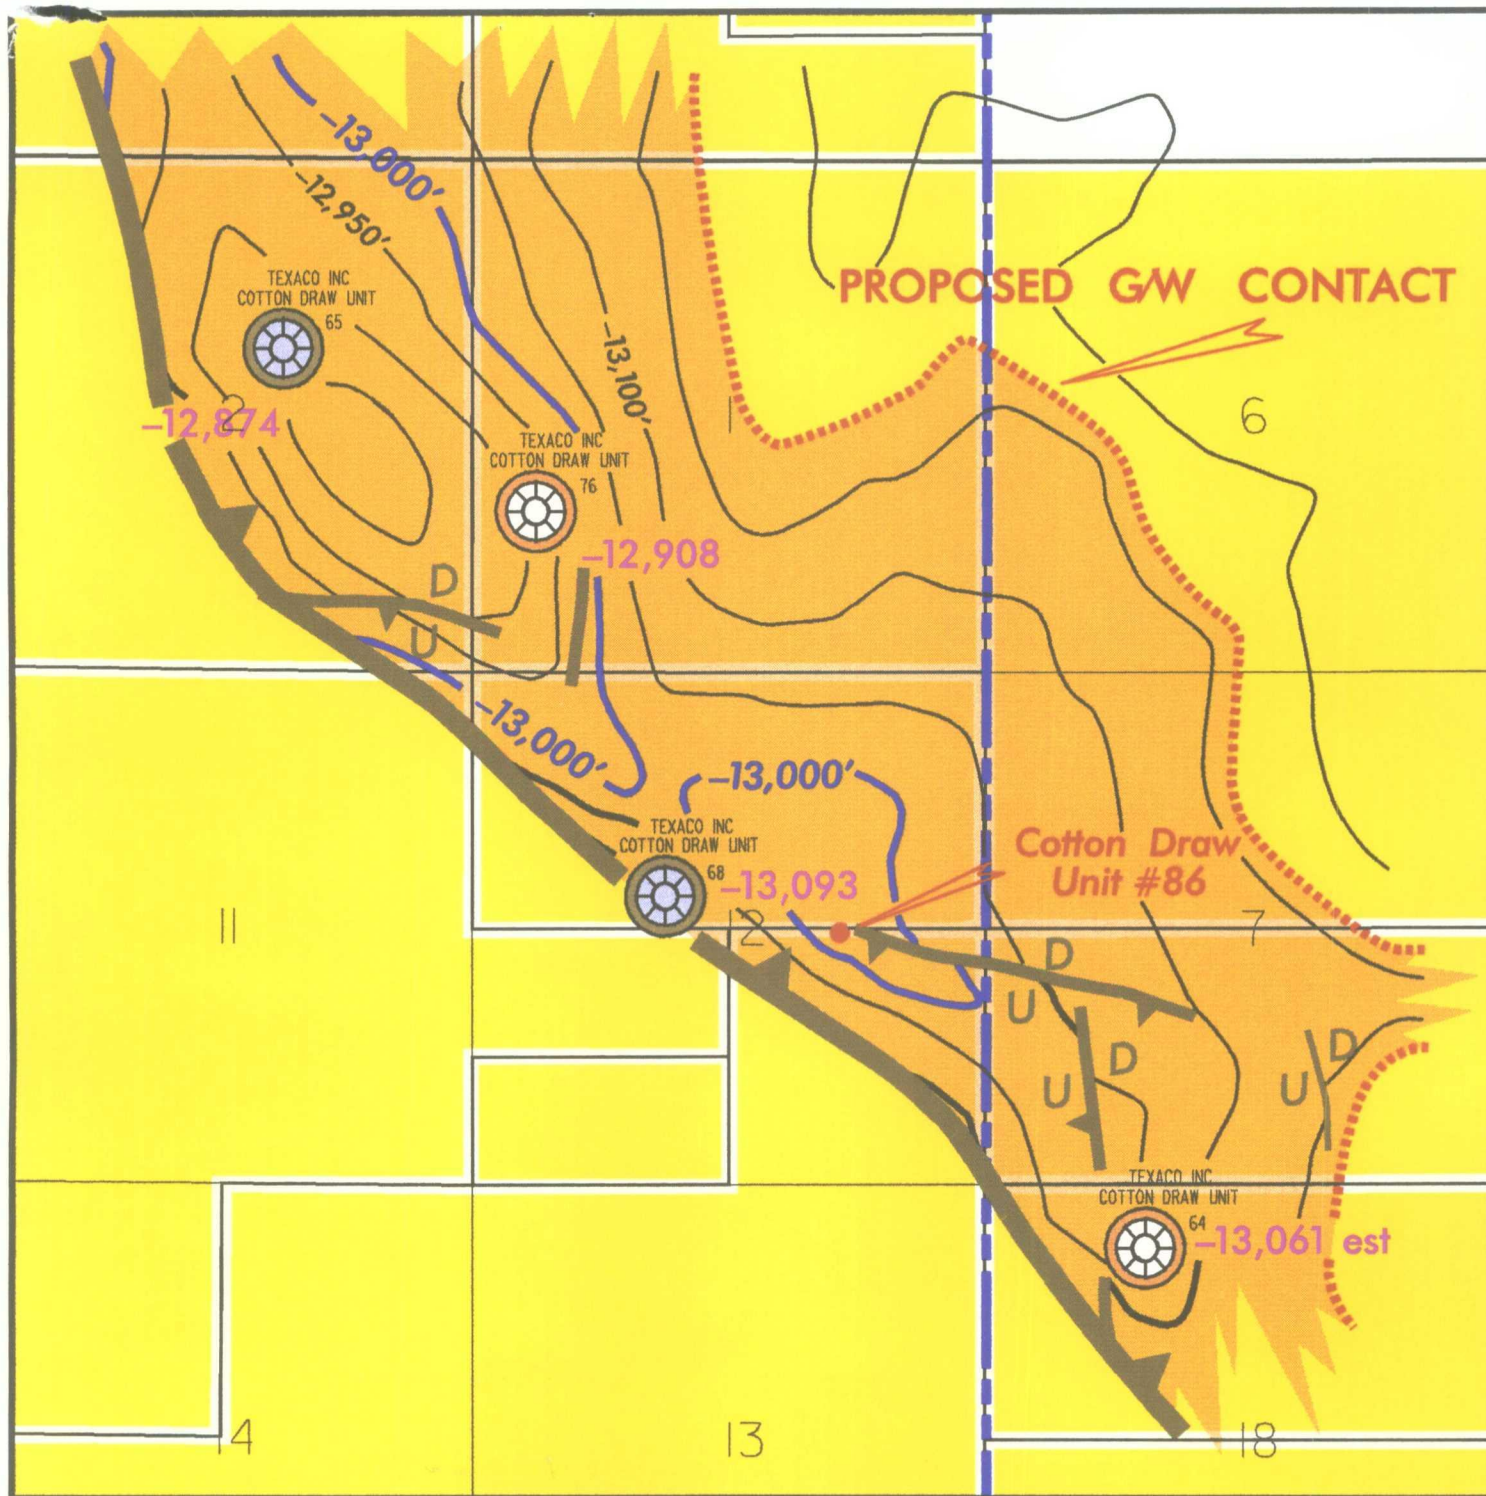 –13,000′
–12,950′
TEXACO INC
COTTON DRAW UNIT
65
PROPOSED G/W CONTACT
–13,100′
2
–12,874
1
6
TEXACO INC
COTTON DRAW UNIT
76
–12,908
D
U
–13,000′
–13,000′
TEXACO INC
COTTON DRAW UNIT
68
–13,093
Cotton Draw
Unit #86
11
12
7
D
U
D
U
D
U
TEXACO INC
COTTON DRAW UNIT
64
–13,061 est
14
13
18